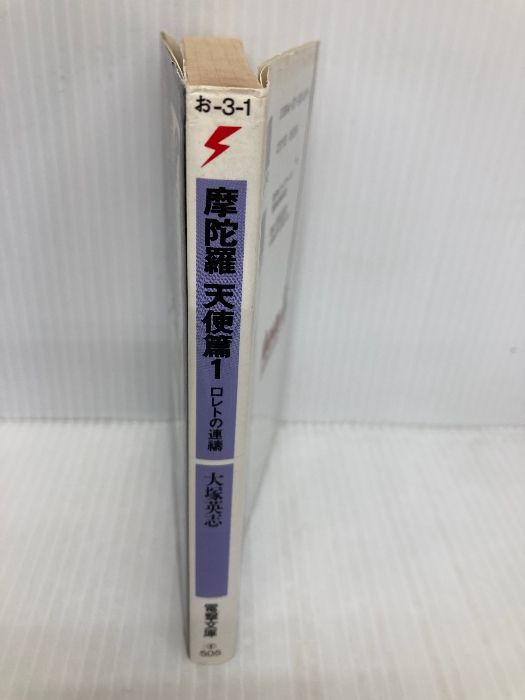 お-3-1
摩陀羅 天使篇1
ロレトの連禱
大塚英志
電撃文庫
505